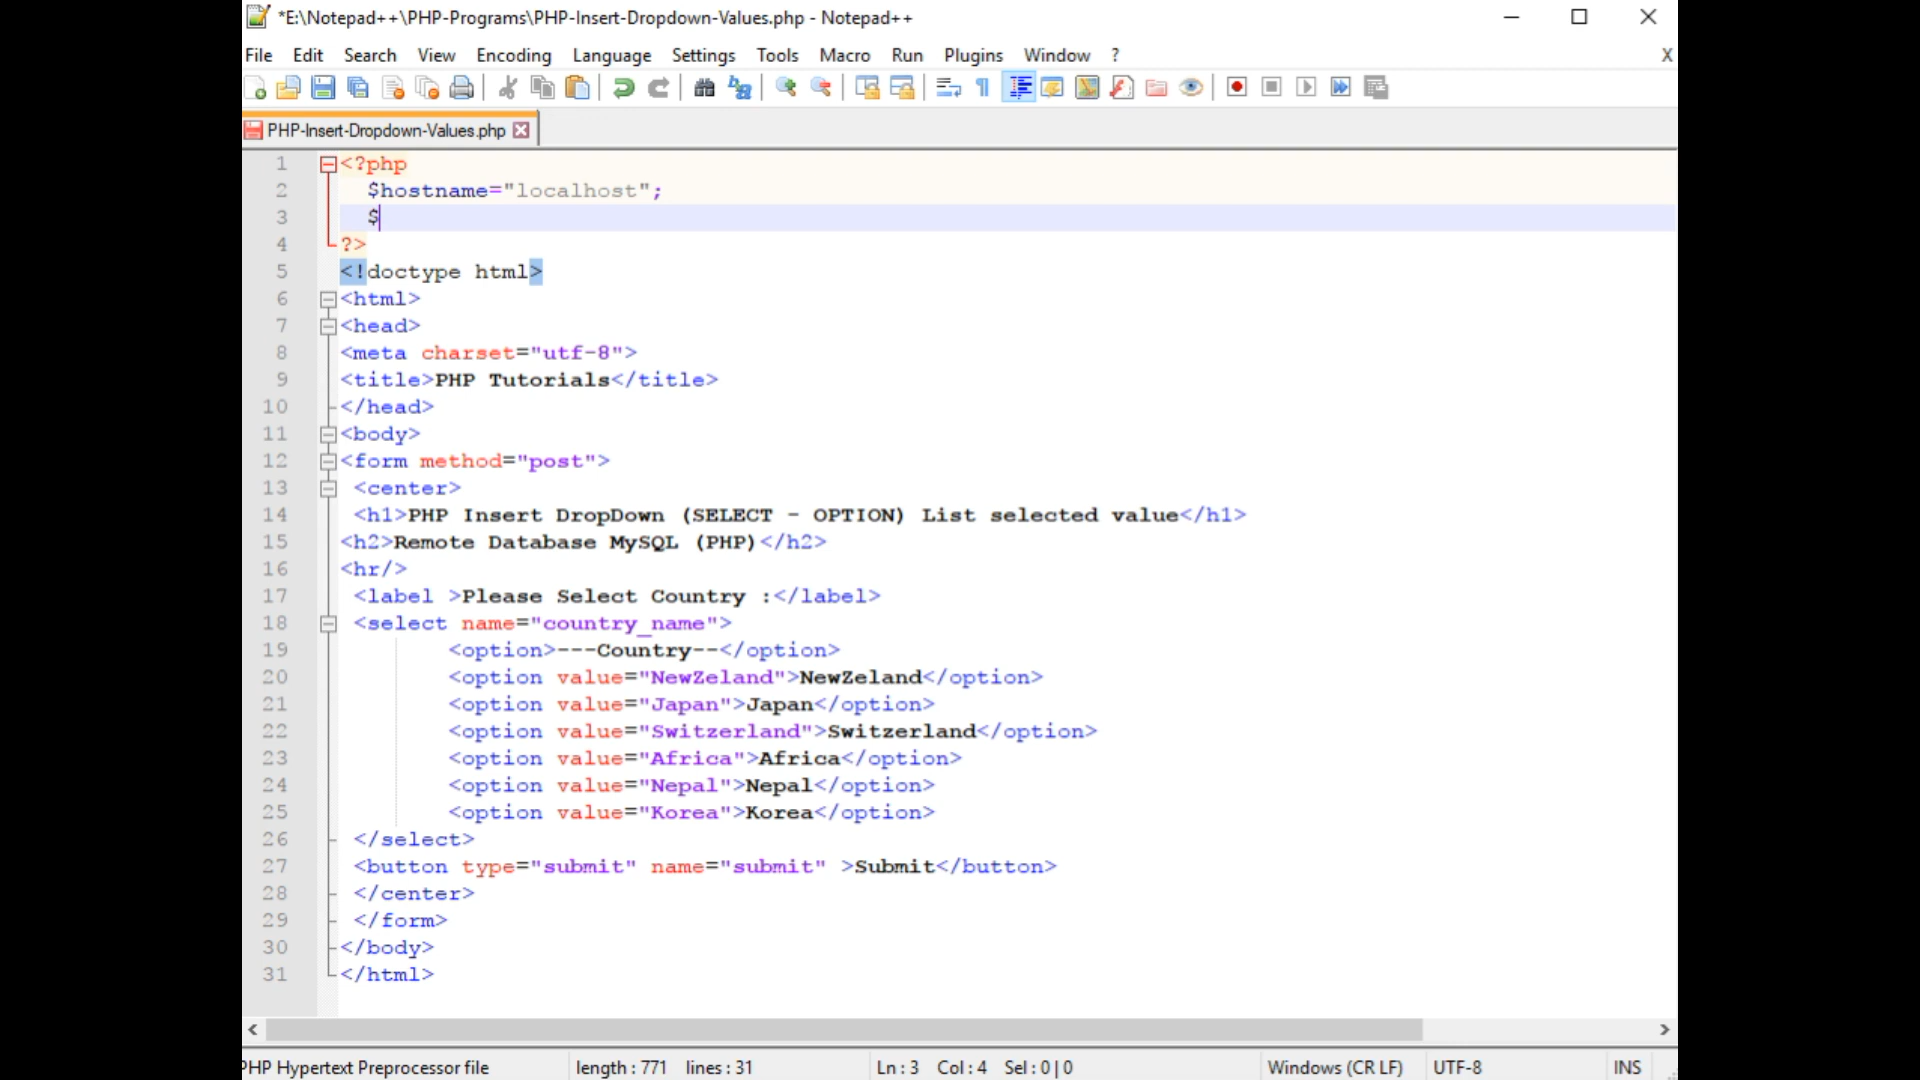 *E:\Notepad++\PHP-Programs\PHP-Insert-Dropdown-Values.php - Notepad++
File Edit Search View Encoding Language Settings Tools Macro Run Plugins Window ? X
PHP-Insert-Dropdown-Values.php
1 <?php
2 $hostname="localhost";
3 $
4 ?>
5 <!doctype html>
6 <html>
7 <head>
8 <meta charset="utf-8">
9 <title>PHP Tutorials</title>
10 </head>
11 <body>
12 <form method="post">
13 <center>
14 <h1>PHP Insert DropDown (SELECT - OPTION) List selected value</h1>
15 <h2>Remote Database MySQL (PHP)</h2>
16 <hr/>
17 <label >Please Select Country :</label>
18 <select name="country_name">
19 <option>---Country--</option>
20 <option value="NewZeland">NewZeland</option>
21 <option value="Japan">Japan</option>
22 <option value="Switzerland">Switzerland</option>
23 <option value="Africa">Africa</option>
24 <option value="Nepal">Nepal</option>
25 <option value="Korea">Korea</option>
26 </select>
27 <button type="submit" name="submit" >Submit</button>
28 </center>
29 </form>
30 </body>
31 </html>
PHP Hypertext Preprocessor file length : 771 lines : 31 Ln : 3 Col : 4 Sel : 0 | 0 Windows (CR LF) UTF-8 INS